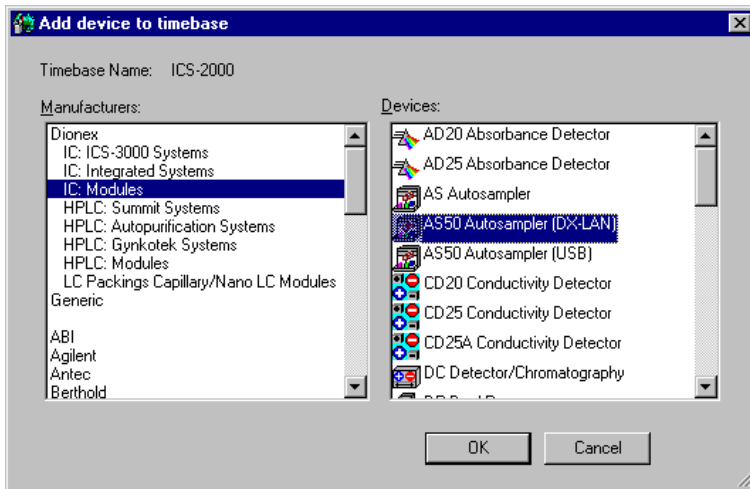 Add device to timebase
Timebase Name: ICS-2000
Manufacturers:
Dionex
IC: ICS-3000 Systems
IC: Integrated Systems
IC: Modules
HPLC: Summit Systems
HPLC: Autopurification Systems
HPLC: Gynkotek Systems
HPLC: Modules
LC Packings Capillary/Nano LC Modules
Generic
ABI
Agilent
Antec
Berthold
Devices:
AD20 Absorbance Detector
AD25 Absorbance Detector
AS Autosampler
AS50 Autosampler (DX-LAN)
AS50 Autosampler (USB)
CD20 Conductivity Detector
CD25 Conductivity Detector
CD25A Conductivity Detector
DC Detector/Chromatography
OK
Cancel